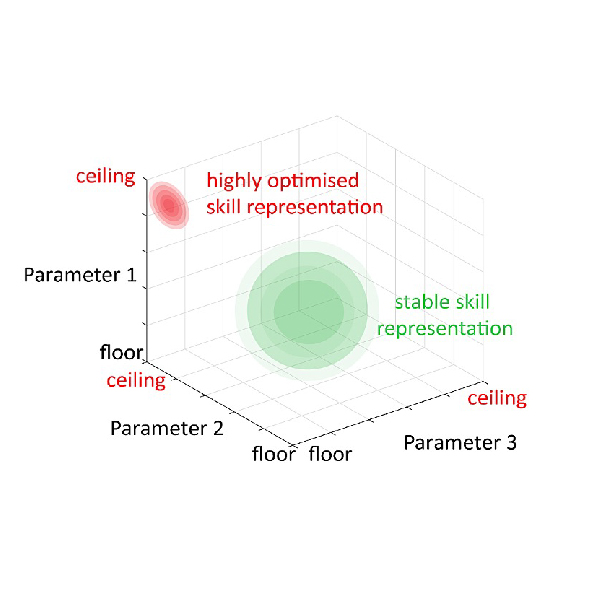 ceiling
highly optimised
skill representation
Parameter 1
stable skill
representation
floor
ceiling
ceiling
Parameter 2
Parameter 3
floor floor